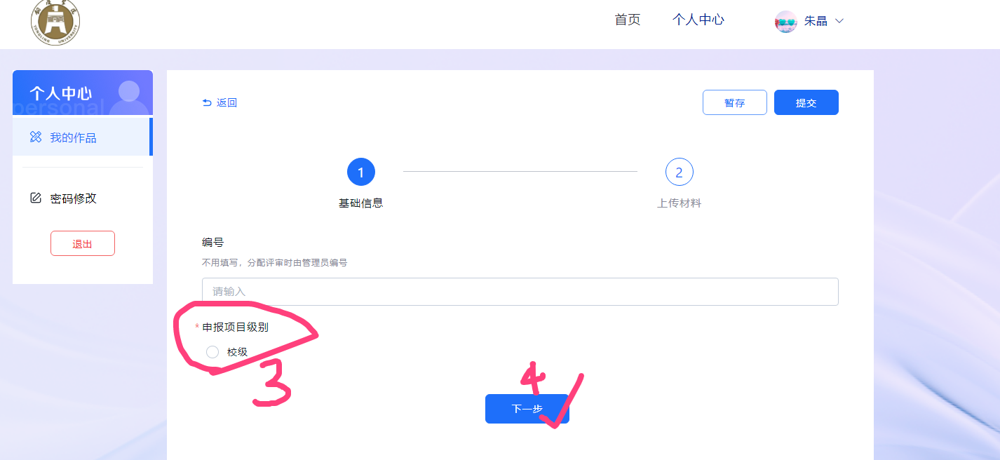 TONGLING UNIVERSITY
首页 个人中心 朱晶
个人中心
personal
返回 暂存 提交
我的作品
1 2
密码修改
基础信息 上传材料
退出
编号
不用填写，分配评审时由管理员编号
请输入
* 申报项目级别
校级
3
4
下一步